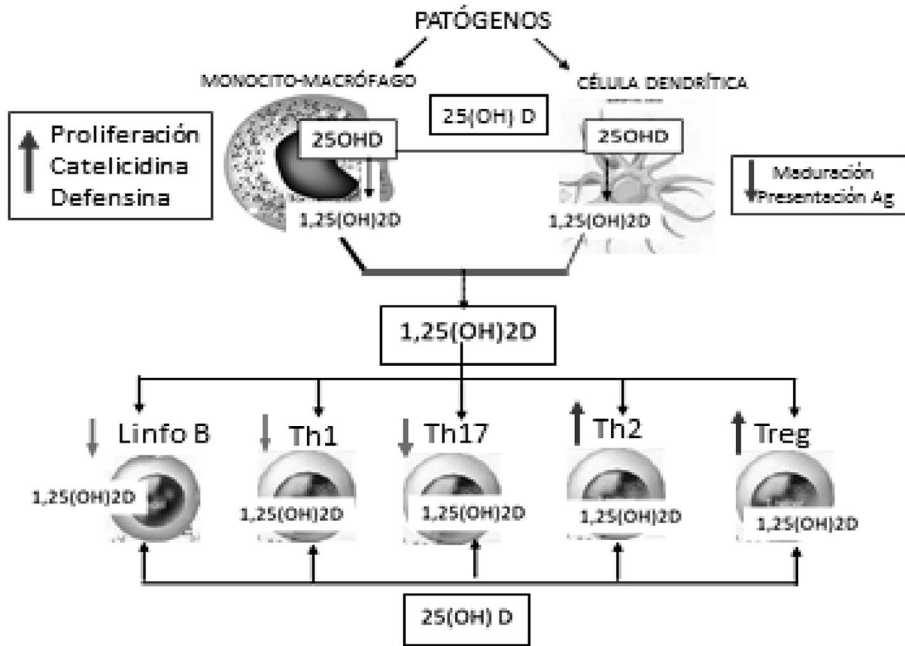 PATÓGENOS
MONOCITO-MACRÓFAGO
CÉLULA DENDRÍTICA
25(OH) D
25OHD
25OHD
Proliferación
Catelicidina
Defensina
Maduración
Presentación Ag
1,25(OH)2D
1,25(OH)2D
1,25(OH)2D
Linfo B
Th1
Th17
Th2
Treg
1,25(OH)2D
1,25(OH)2D
1,25(OH)2D
1,25(OH)2D
1,25(OH)2D
25(OH) D